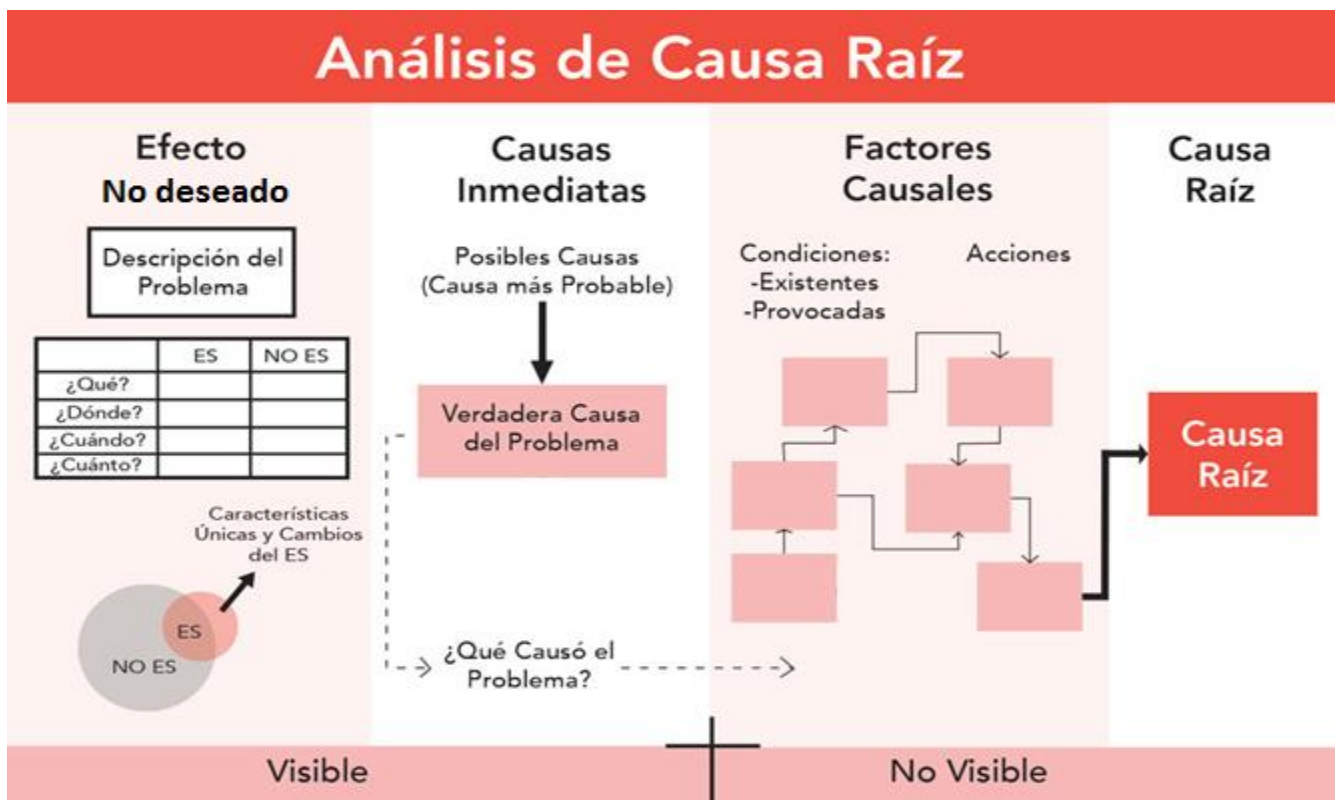 Análisis de Causa Raíz
Efecto
No deseado
Descripción del
Problema
ES NO ES
¿Qué?
¿Dónde?
¿Cuándo?
¿Cuánto?
Características
Únicas y Cambios
del ES
ES
NO ES
Causas
Inmediatas
Posibles Causas
(Causa más Probable)
Verdadera Causa
del Problema
¿Qué Causó el
Problema?
Factores
Causales
Condiciones:
-Existentes
-Provocadas
Acciones
Causa
Raíz
Causa
Raíz
Visible
No Visible